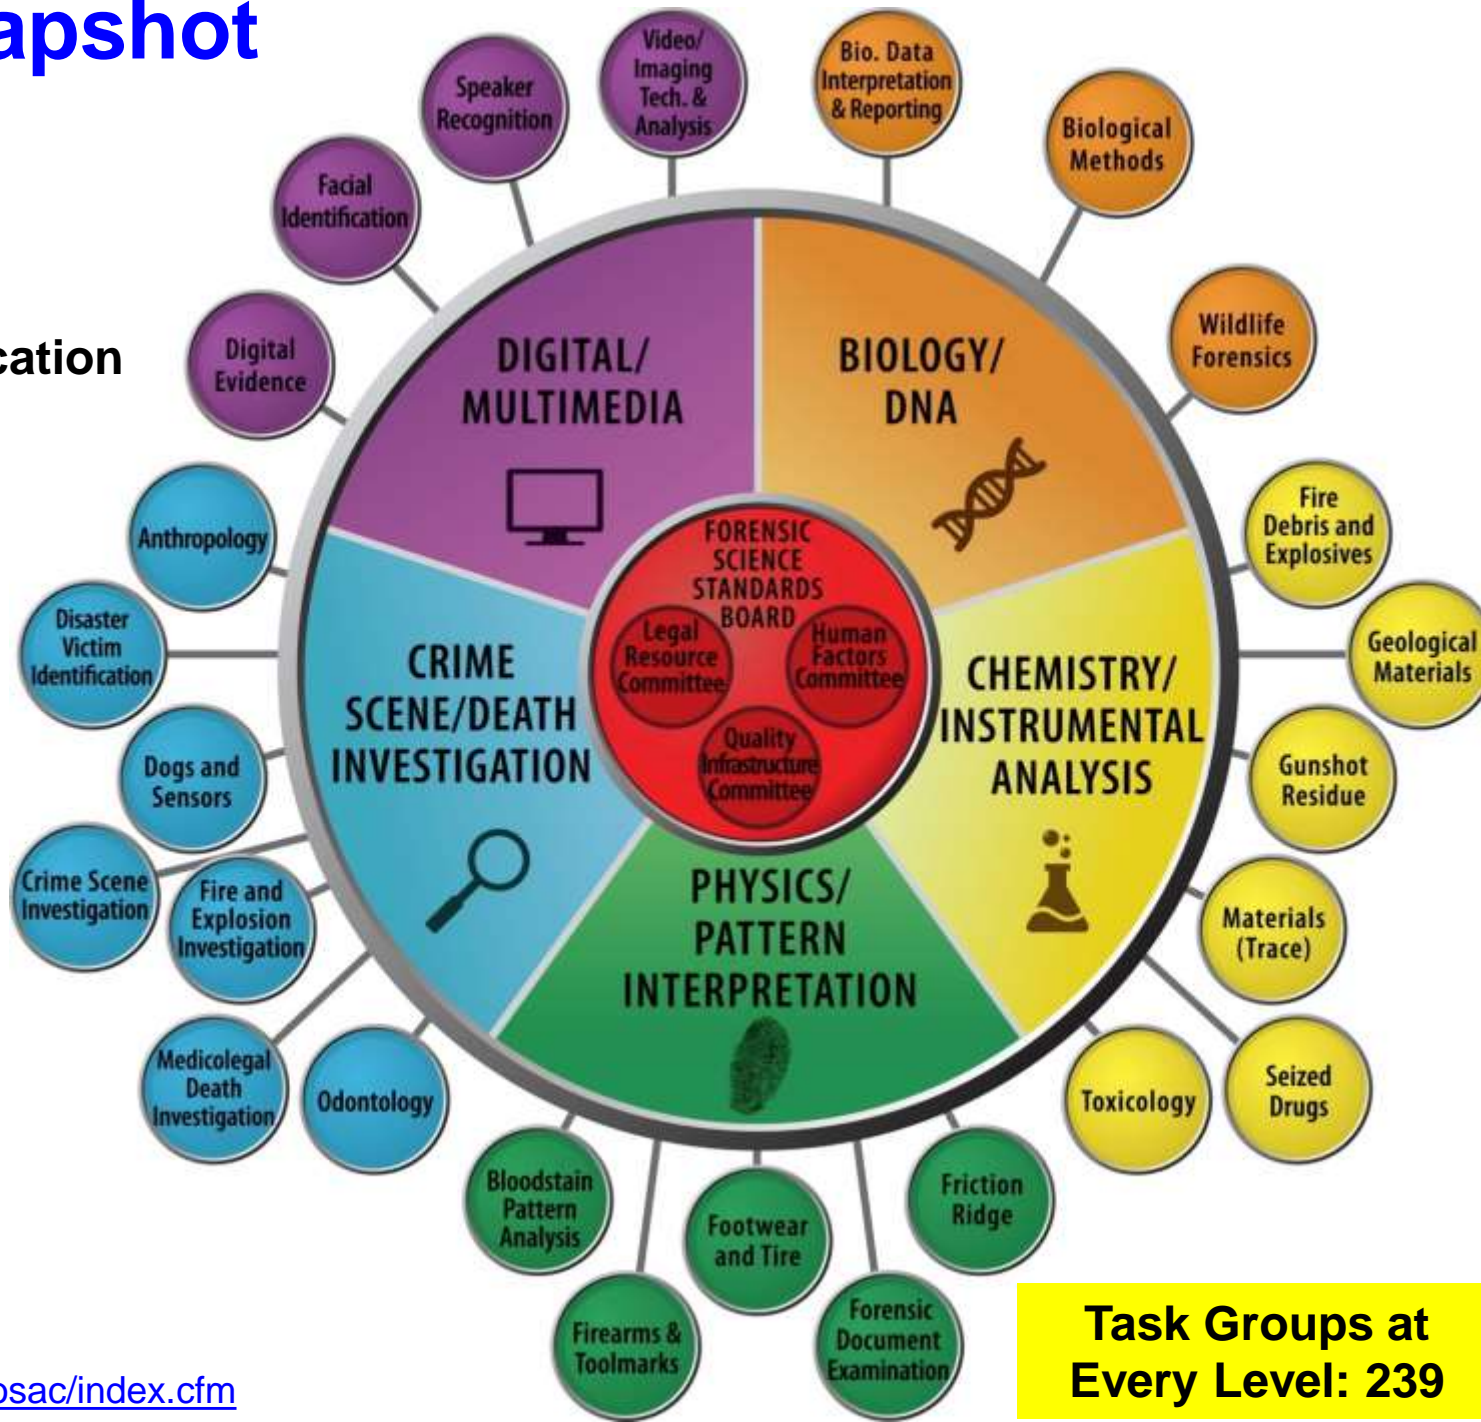 apshot
cation
Video/
Imaging
Tech. &
Analysis
Bio. Data
Interpretation
& Reporting
Speaker
Recognition
Biological
Methods
Facial
Identification
Wildlife
Forensics
Digital
Evidence
DIGITAL/
MULTIMEDIA
BIOLOGY/
DNA
Anthropology
Fire
Debris and
Explosives
FORENSIC
SCIENCE
STANDARDS
BOARD
Legal
Resource
Committee
Human
Factors
Committee
Quality
Infrastructure
Committee
Disaster
Victim
Identification
Geological
Materials
CRIME
SCENE/DEATH
INVESTIGATION
CHEMISTRY/
INSTRUMENTAL
ANALYSIS
Dogs and
Sensors
Gunshot
Residue
Crime Scene
Investigation
Fire and
Explosion
Investigation
PHYSICS/
PATTERN
INTERPRETATION
Materials
(Trace)
Medicolegal
Death
Investigation
Odontology
Toxicology
Seized
Drugs
Bloodstain
Pattern
Analysis
Footwear
and Tire
Friction
Ridge
Firearms &
Toolmarks
Forensic
Document
Examination
Task Groups at
Every Level: 239
osac/index.cfm